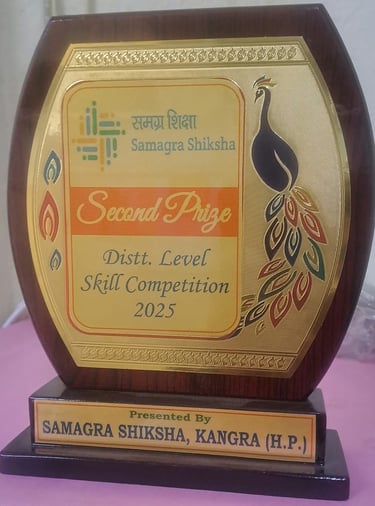 समग्र शिक्षा
Samagra Shiksha
Second Prize
Distt. Level
Skill Competition
2025
Presented By
SAMAGRA SHIKSHA, KANGRA (H.P.)